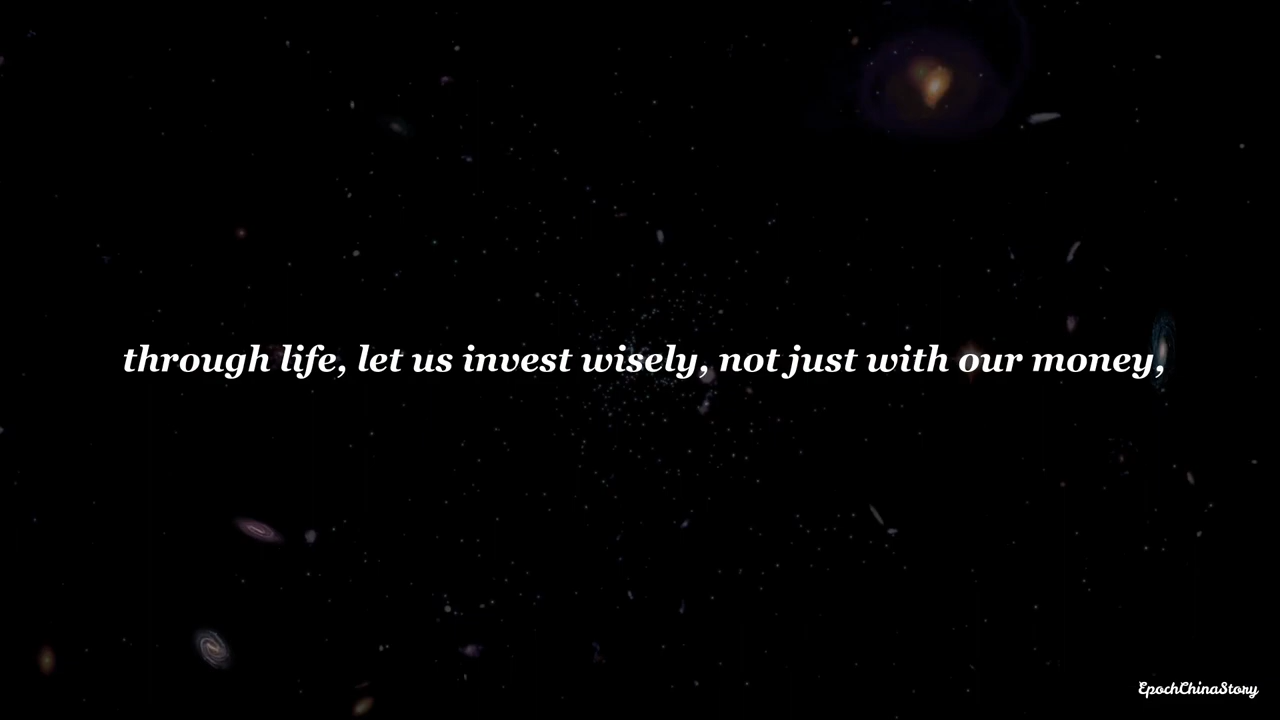 through life, let us invest wisely, not just with our money,
EpochChinaStory